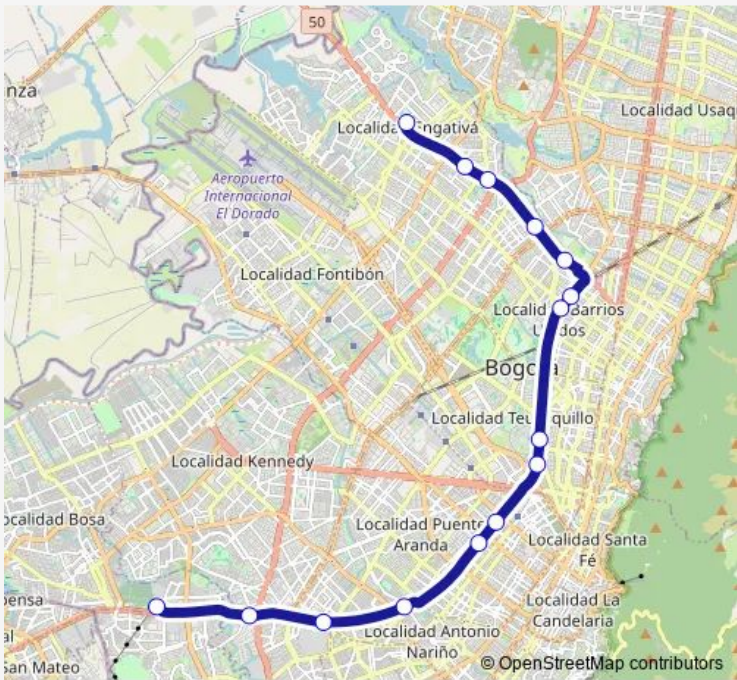 50
nza
Localidad Engativá
Localidad Usaq
Aeropuerto
Internacional
El Dorado
Localidad Fontibón
Localidad Barrios
Unidos
Bogotá
Localidad Teusaquillo
Localidad Kennedy
ocalidad Bosa
Localidad Puente
Aranda
Localidad Santa
Fé
pensa
Localidad La
Candelaria
al
Localidad Antonio
Nariño
San Mateo
© OpenStreetMap contributors